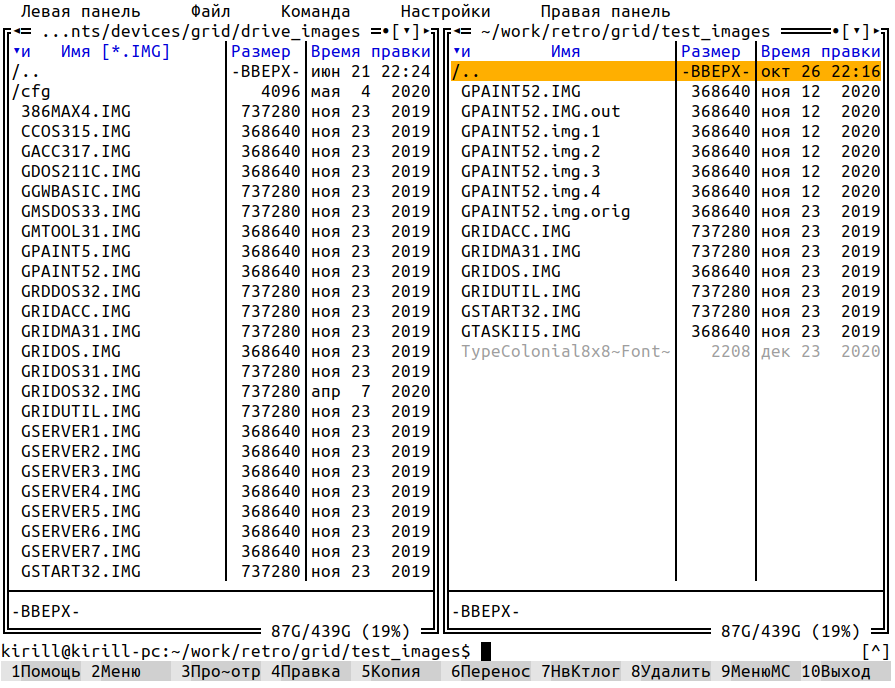 Левая панель Файл Команда Настройки Правая панель
...nts/devices/grid/drive_images [▾] ~/work/retro/grid/test_images [▾]
и Имя [*.IMG] Размер Время правки и Имя Размер Время правки
/.. -ВВЕРХ- июн 21 22:24 /.. -ВВЕРХ- окт 26 22:16
/cfg 4096 мая 4 2020 GPAINT52.IMG 368640 ноя 12 2020
386MAX4.IMG 737280 ноя 23 2019 GPAINT52.IMG.out 368640 ноя 12 2020
CCOS315.IMG 368640 ноя 23 2019 GPAINT52.img.1 368640 ноя 12 2020
GACC317.IMG 368640 ноя 23 2019 GPAINT52.img.2 368640 ноя 12 2020
GDOS211C.IMG 368640 ноя 23 2019 GPAINT52.img.3 368640 ноя 12 2020
GGWBASIC.IMG 737280 ноя 23 2019 GPAINT52.img.4 368640 ноя 12 2020
GMSDOS33.IMG 737280 ноя 23 2019 GPAINT52.img.orig 368640 ноя 23 2019
GMTOOL31.IMG 368640 ноя 23 2019 GRIDACC.IMG 737280 ноя 23 2019
GPAINT5.IMG 368640 ноя 23 2019 GRIDMA31.IMG 737280 ноя 23 2019
GPAINT52.IMG 368640 ноя 23 2019 GRIDOS.IMG 368640 ноя 23 2019
GRDDOS32.IMG 737280 ноя 23 2019 GRIDUTIL.IMG 737280 ноя 23 2019
GRIDACC.IMG 737280 ноя 23 2019 GSTART32.IMG 737280 ноя 23 2019
GRIDMA31.IMG 737280 ноя 23 2019 GTASKII5.IMG 368640 ноя 23 2019
GRIDOS.IMG 368640 ноя 23 2019 TypeColonial8x8~Font~ 2208 дек 23 2020
GRIDOS31.IMG 737280 ноя 23 2019
GRIDOS32.IMG 737280 апр 7 2020
GRIDUTIL.IMG 737280 ноя 23 2019
GSERVER1.IMG 368640 ноя 23 2019
GSERVER2.IMG 368640 ноя 23 2019
GSERVER3.IMG 368640 ноя 23 2019
GSERVER4.IMG 368640 ноя 23 2019
GSERVER5.IMG 368640 ноя 23 2019
GSERVER6.IMG 368640 ноя 23 2019
GSERVER7.IMG 368640 ноя 23 2019
GSTART32.IMG 737280 ноя 23 2019
-ВВЕРХ- -ВВЕРХ-
87G/439G (19%) 87G/439G (19%)
kirill@kirill-pc:~/work/retro/grid/test_images$ [^]
1Помощь 2Меню 3Про~отр 4Правка 5Копия 6Перенос 7НвКтлог 8Удалить 9МенюMC 10Выход